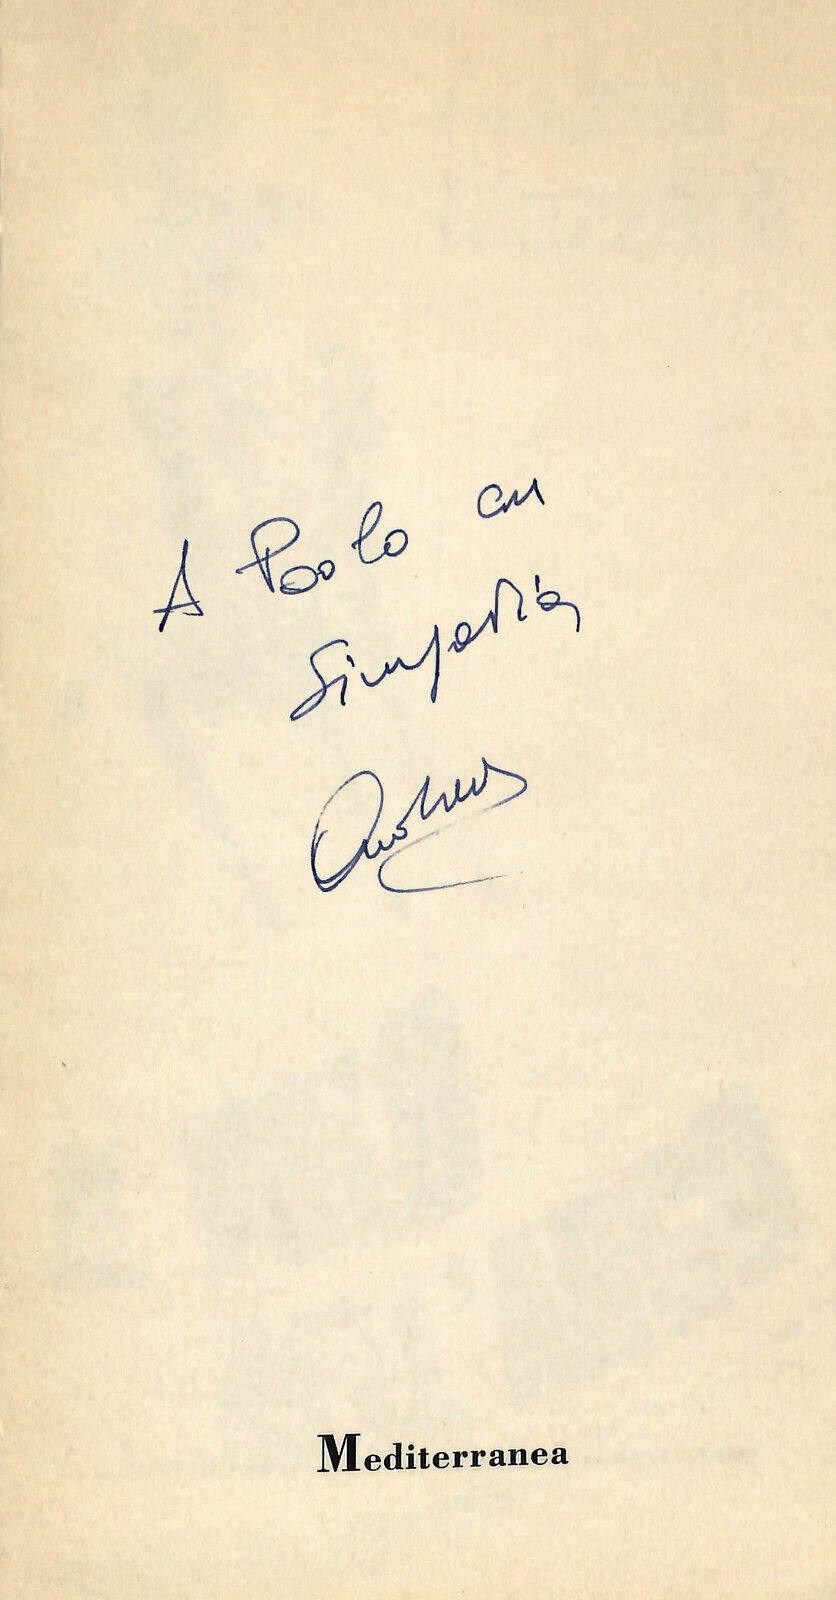 A Paolo con
Simpatia
Mediterranea